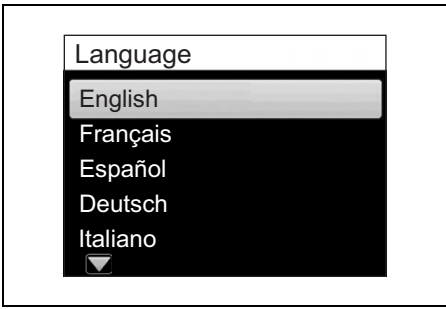 Language
English
Français
Español
Deutsch
Italiano